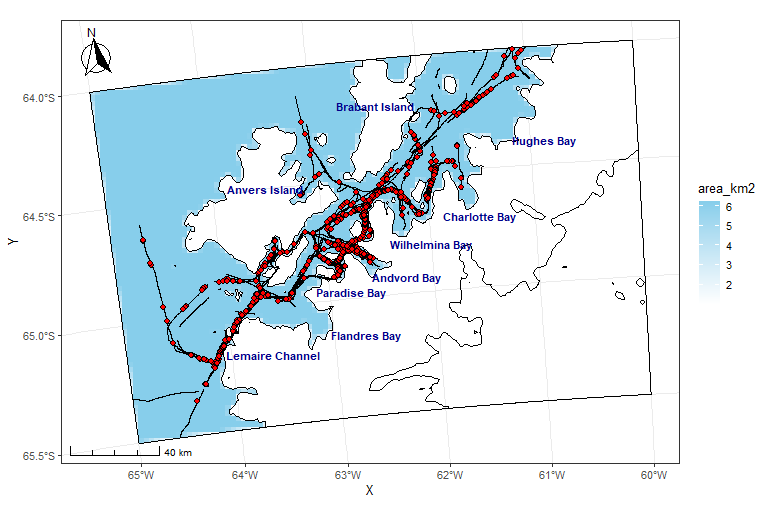 N
64.0°S
64.5°S
65.0°S
65.5°S
Y
Brabant Island
Hughes Bay
Anvers Island
Charlotte Bay
Wilhelmina Bay
Andvord Bay
Paradise Bay
Flandres Bay
Lemaire Channel
40 km
65°W
64°W
63°W
62°W
61°W
60°W
X
area_km2
6
5
4
3
2